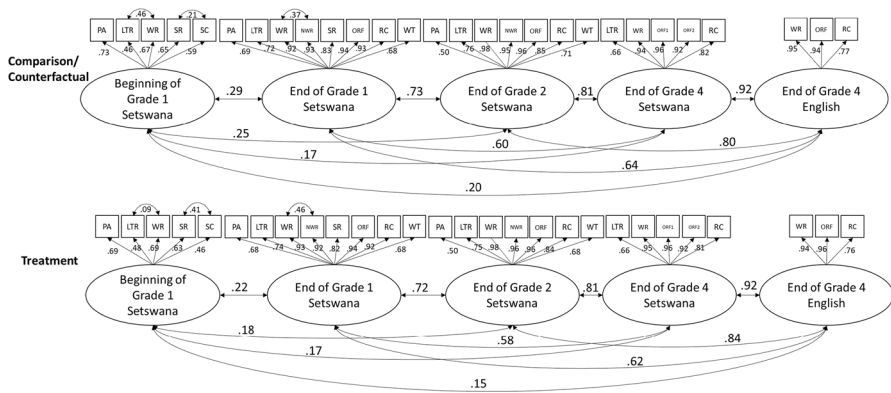 .46 .21 .37
PA LTR WR SR SC PA LTR WR NWR SR ORF RC WT PA LTR WR NWR ORF RC WT LTR WR ORF1 ORF2 RC WR ORF RC
.73 .46 .67 .65 .59 .69 .72 .92 .93 .83 .94 .93 .68 .50 .76 .98 .95 .96 .85 .71 .66 .94 .96 .92 .82 .95 .94 .77
Comparison/
Counterfactual
Beginning of
Grade 1
Setswana
.29
End of Grade 1
Setswana
.73
End of Grade 2
Setswana
.81
End of Grade 4
Setswana
.92
End of Grade 4
English
.25 .60 .80
.17 .64
.20
.09 .41 .46
PA LTR WR SR SC PA LTR WR NWR SR ORF RC WT PA LTR WR NWR ORF RC WT LTR WR ORF1 ORF2 RC WR ORF RC
.69 .48 .69 .63 .46 .68 .74 .93 .92 .82 .94 .92 .68 .50 .75 .98 .96 .96 .84 .68 .66 .95 .96 .92 .81 .94 .96 .76
Treatment
Beginning of
Grade 1
Setswana
.22
End of Grade 1
Setswana
.72
End of Grade 2
Setswana
.81
End of Grade 4
Setswana
.92
End of Grade 4
English
.18 .58 .84
.17 .62
.15